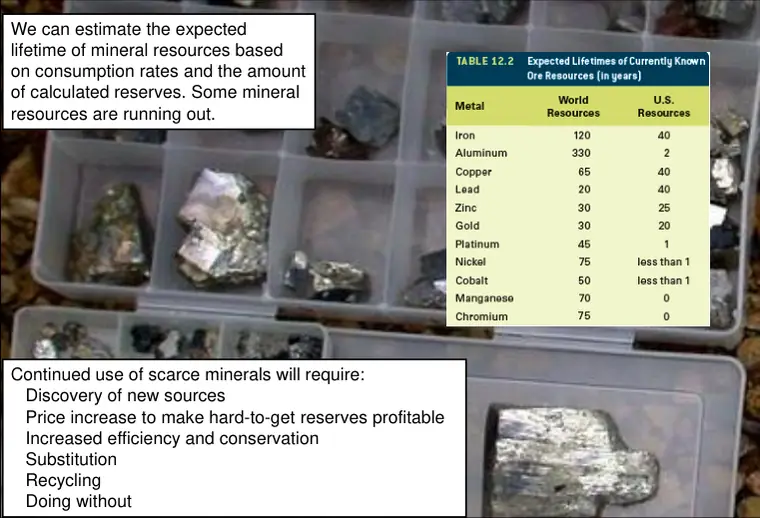 We can estimate the expected
lifetime of mineral resources based
on consumption rates and the amount
of calculated reserves. Some mineral
resources are running out.
TABLE 12.2 Expected Lifetimes of Currently Known
Ore Resources (in years)
Metal World Resources U.S. Resources
Iron 120 40
Aluminum 330 2
Copper 65 40
Lead 20 40
Zinc 30 25
Gold 30 20
Platinum 45 1
Nickel 75 less than 1
Cobalt 50 less than 1
Manganese 70 0
Chromium 75 0
Continued use of scarce minerals will require:
Discovery of new sources
Price increase to make hard-to-get reserves profitable
Increased efficiency and conservation
Substitution
Recycling
Doing without